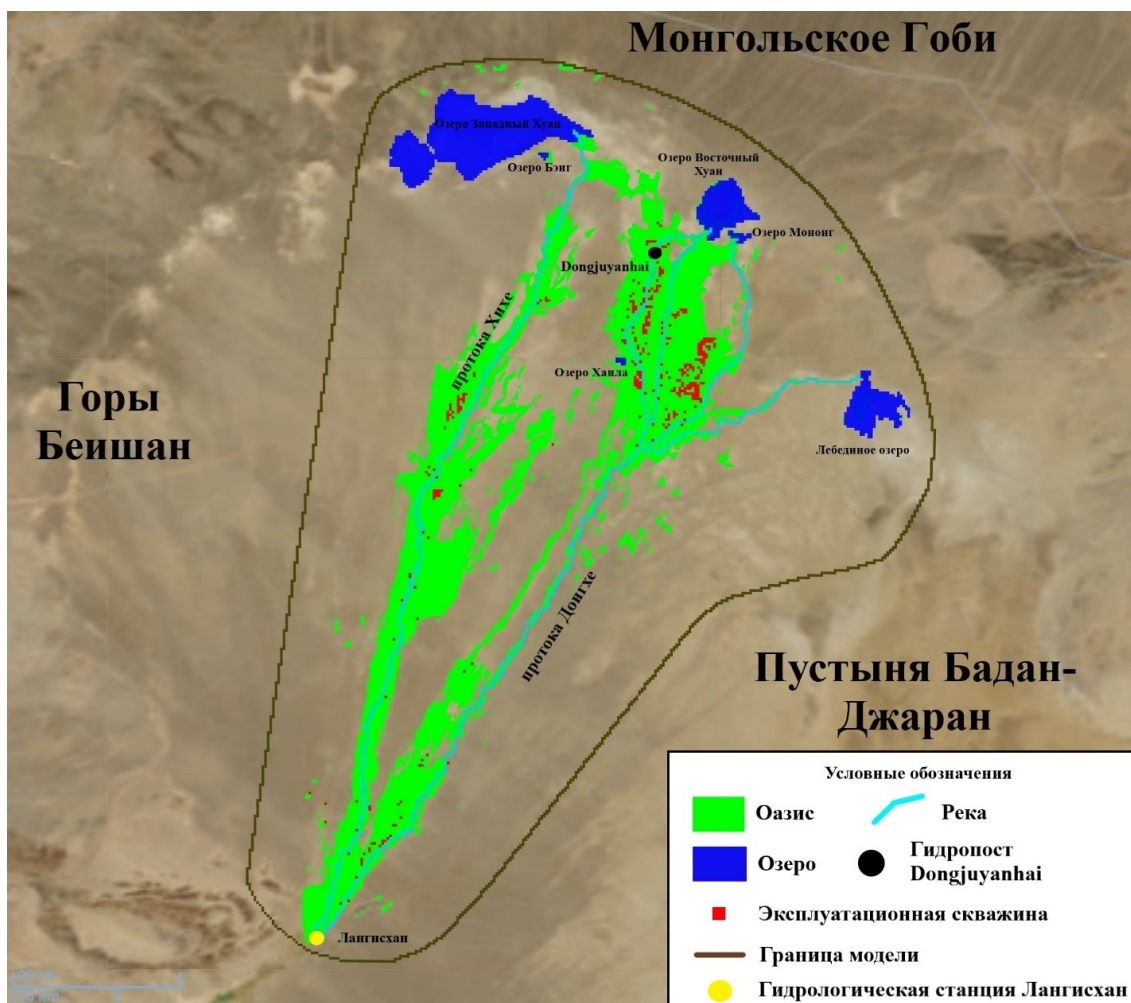 Монгольское Гоби
Озеро Западный Хуан
Озеро Бэиг
Озеро Восточный
Хуан
Озеро Мононг
Dongjuyanhai
протока Хихе
Озеро Хаила
Горы
Беишан
Лебединое озеро
протока Донгхе
Пустыня Бадан-
Джаран
Лангисхан
Условные обозначения
Оазис
Река
Озеро
Гидропост
Dongjuyanhai
Эксплуатационная скважина
Граница модели
Гидрологическая станция Лангисхан